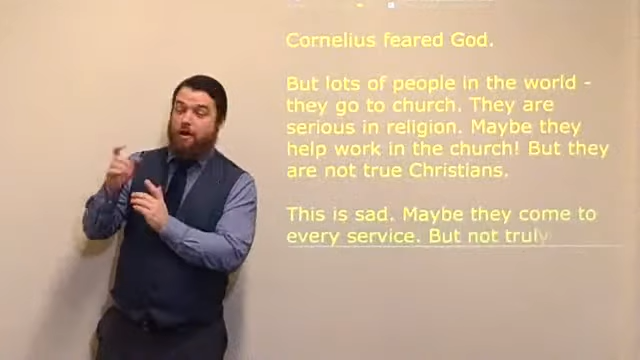 Cornelius feared God.
But lots of people in the world -
they go to church. They are
serious in religion. Maybe they
help work in the church! But they
are not true Christians.
This is sad. Maybe they come to
every service. But not truly